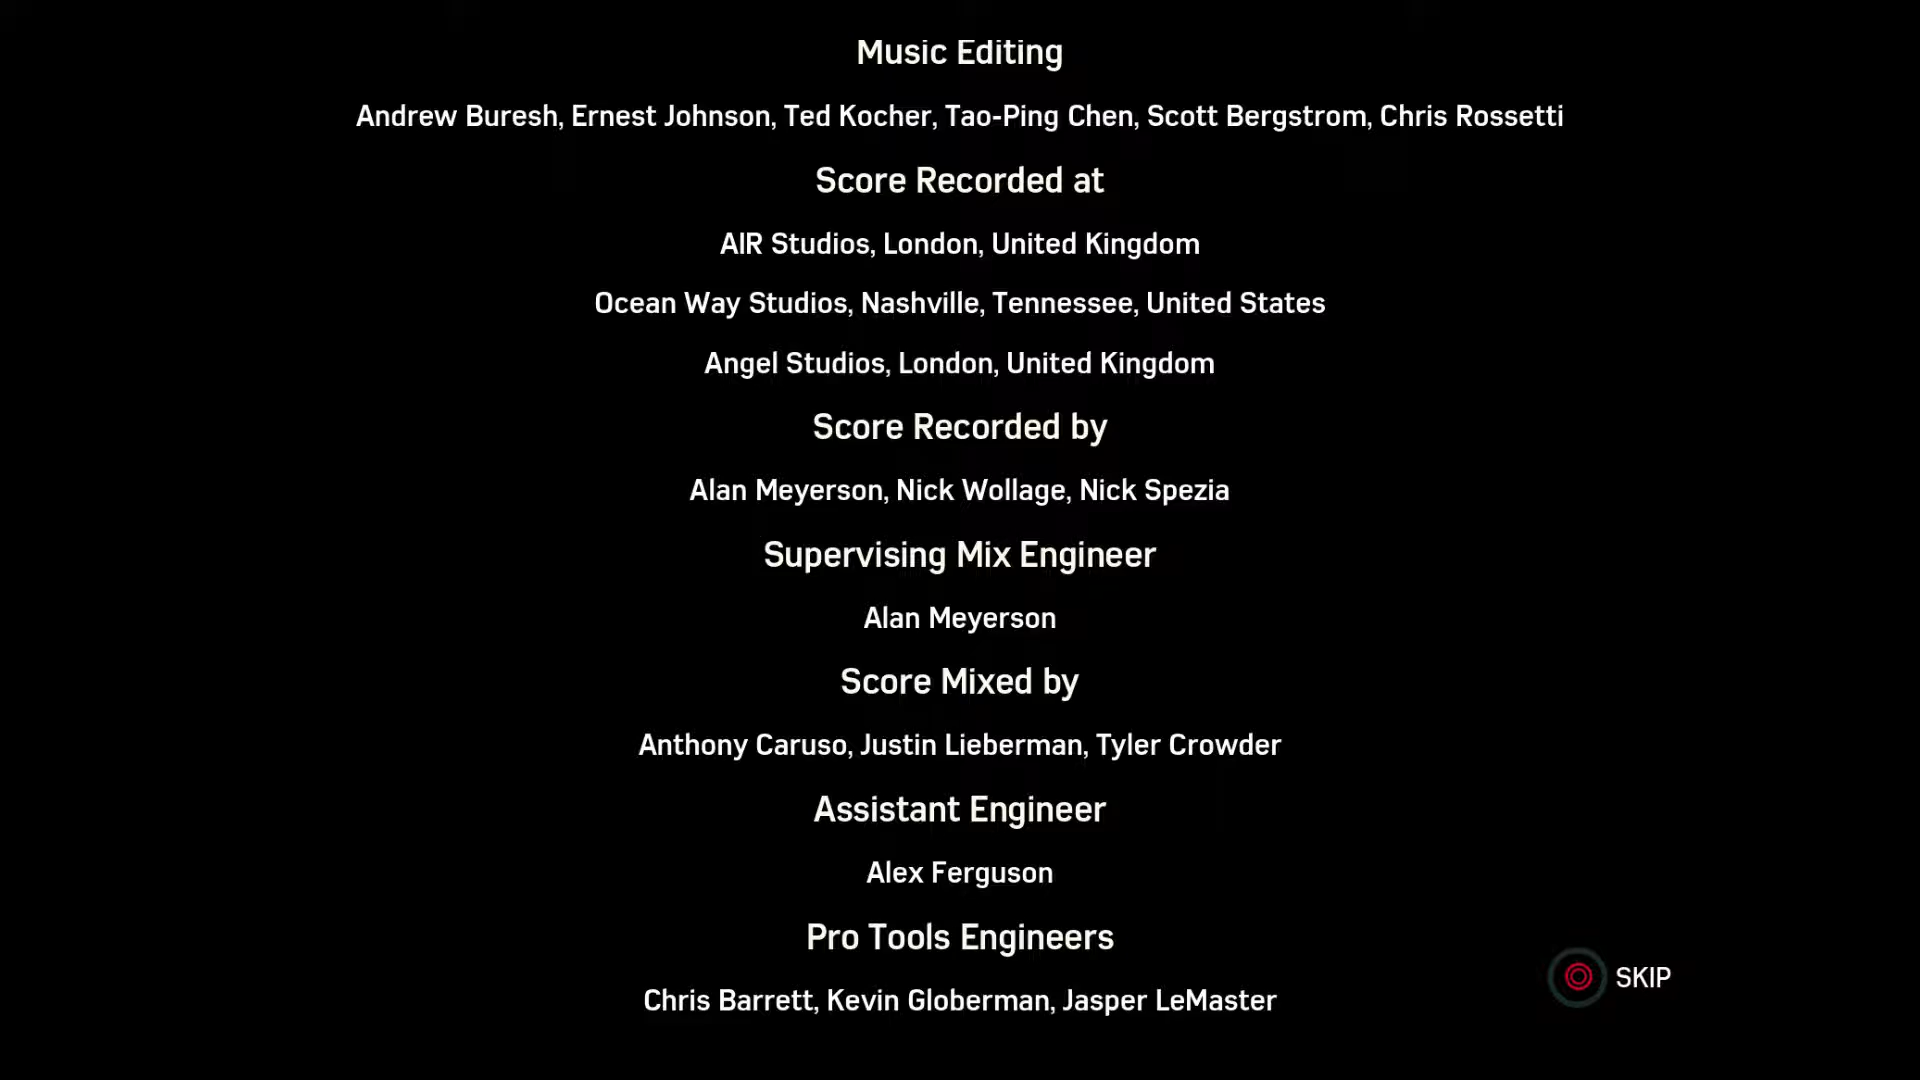 Music Editing
Andrew Buresh, Ernest Johnson, Ted Kocher, Tao-Ping Chen, Scott Bergstrom, Chris Rossetti
Score Recorded at
AIR Studios, London, United Kingdom
Ocean Way Studios, Nashville, Tennessee, United States
Angel Studios, London, United Kingdom
Score Recorded by
Alan Meyerson, Nick Wollage, Nick Spezia
Supervising Mix Engineer
Alan Meyerson
Score Mixed by
Anthony Caruso, Justin Lieberman, Tyler Crowder
Assistant Engineer
Alex Ferguson
Pro Tools Engineers
SKIP
Chris Barrett, Kevin Globerman, Jasper LeMaster